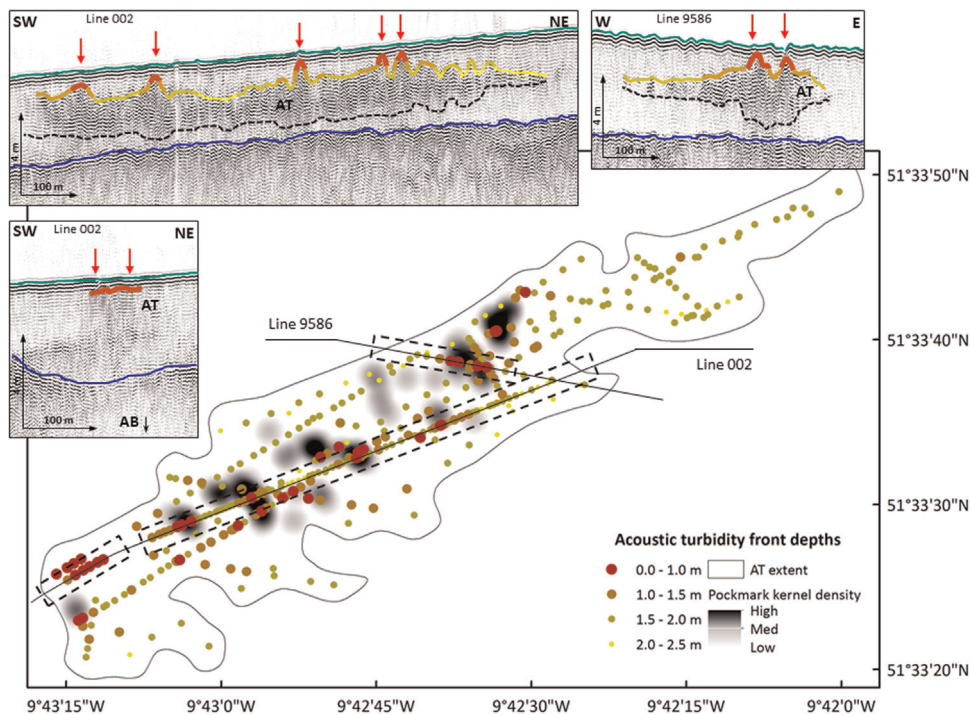 SW Line 002 NE
AT
4 m
100 m
W Line 9586 E
AT
4 m
100 m
SW Line 002 NE
AT
100 m
AB
Line 9586
Line 002
51°33'50"N
51°33'40"N
51°33'30"N
51°33'20"N
Acoustic turbidity front depths
0.0 - 1.0 m AT extent
1.0 - 1.5 m Pockmark kernel density
1.5 - 2.0 m High
Med
2.0 - 2.5 m Low
9°43'15"W 9°43'0"W 9°42'45"W 9°42'30"W 9°42'15"W 9°42'0"W